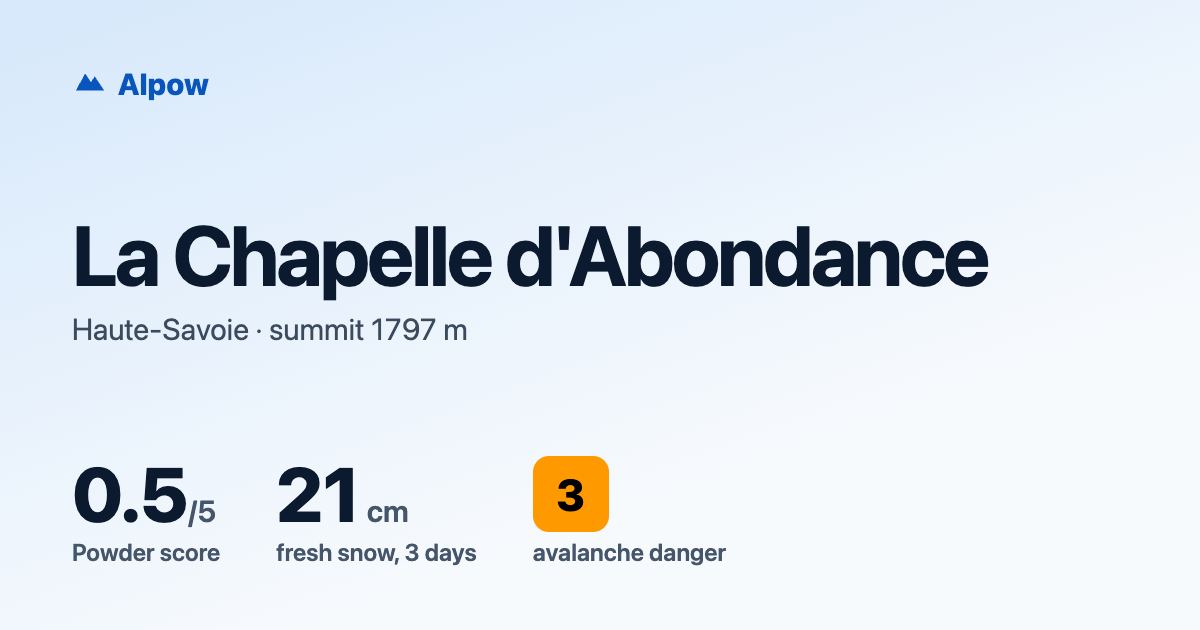 Alpow
La Chapelle d'Abondance
Haute-Savoie · summit 1797 m
0.5/5
Powder score
21 cm
fresh snow, 3 days
3
avalanche danger